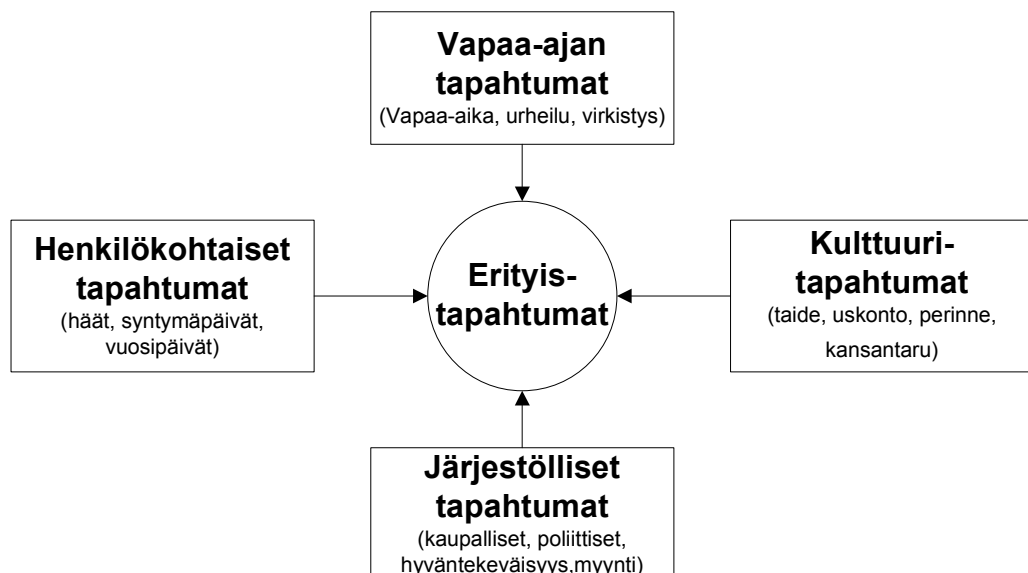 Vapaa-ajan
tapahtumat
(Vapaa-aika, urheilu, virkistys)
Henkilökohtaiset
tapahtumat
(häät, syntymäpäivät,
vuosipäivät)
Erityis-
tapahtumat
Kulttuuri-
tapahtumat
(taide, uskonto, perinne,
kansantaru)
Järjestölliset
tapahtumat
(kaupalliset, poliittiset,
hyväntekeväisyys,myynti)